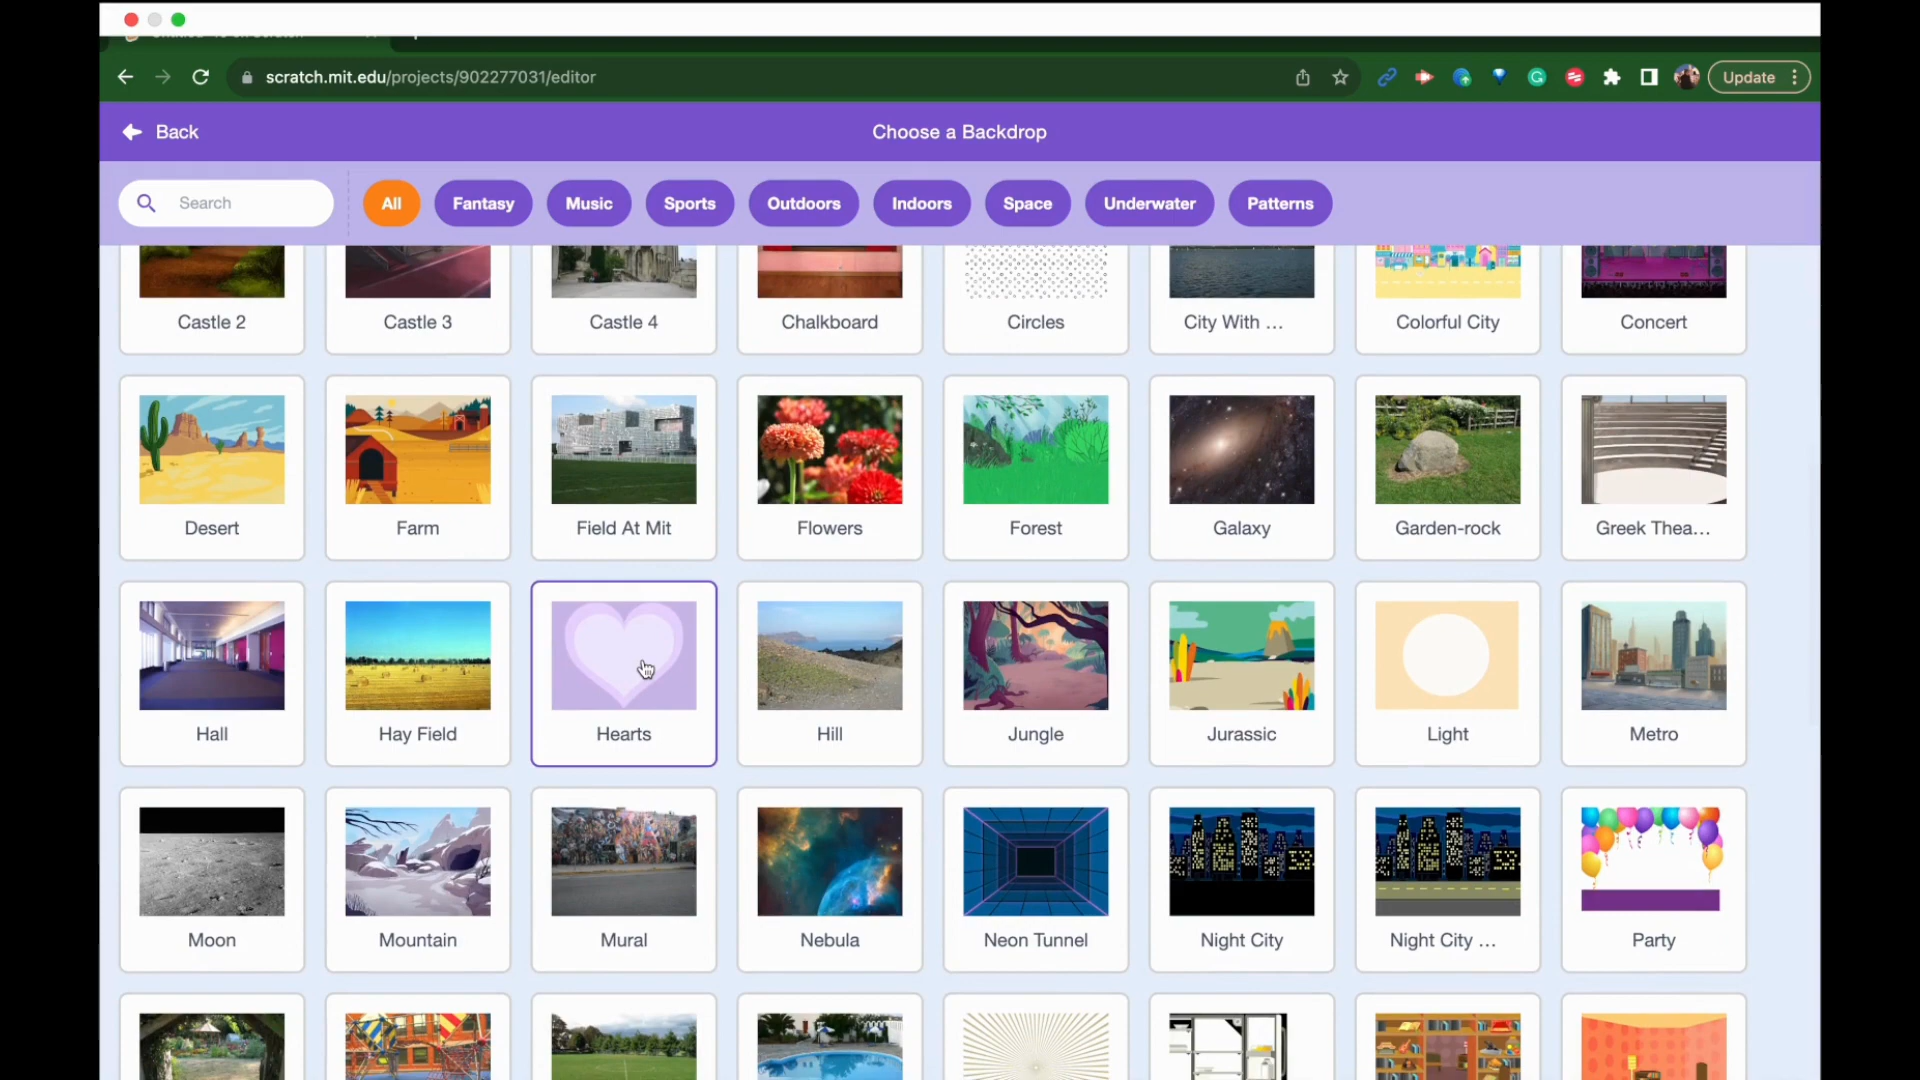 scratch.mit.edu/projects/902277031/editor
Update
Back
Choose a Backdrop
Search
All
Fantasy
Music
Sports
Outdoors
Indoors
Space
Underwater
Patterns
Castle 2
Castle 3
Castle 4
Chalkboard
Circles
City With ...
Colorful City
Concert
Desert
Farm
Field At Mit
Flowers
Forest
Galaxy
Garden-rock
Greek Thea...
Hall
Hay Field
Hearts
Hill
Jungle
Jurassic
Light
Metro
Moon
Mountain
Mural
Nebula
Neon Tunnel
Night City
Night City ...
Party